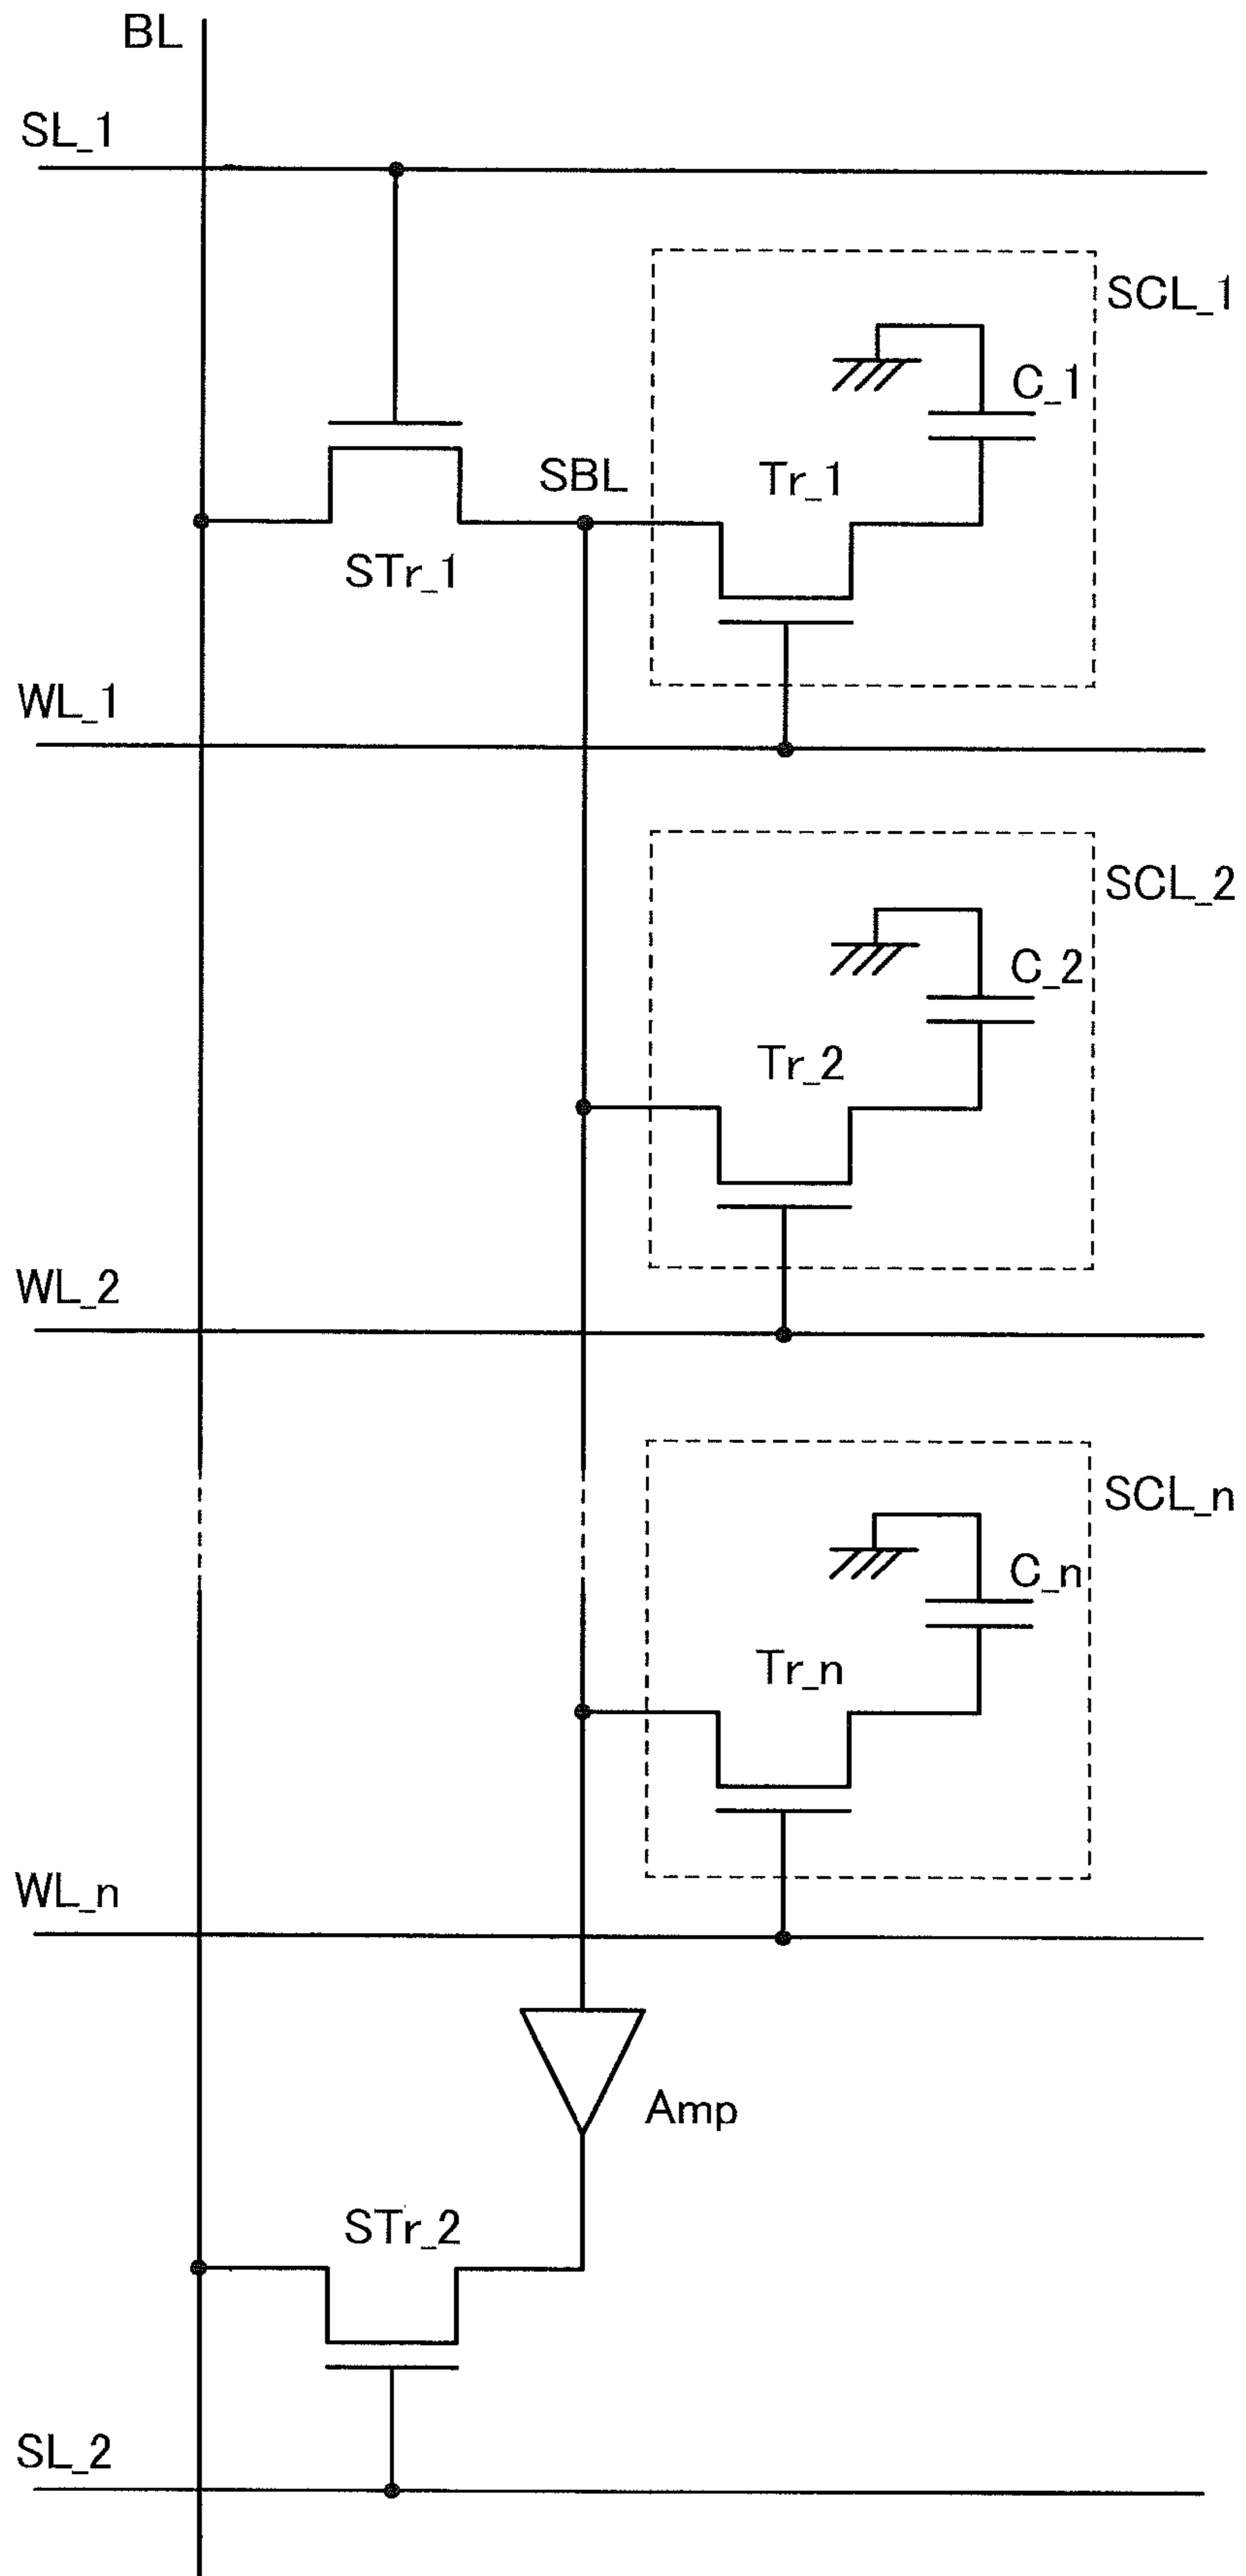 BL
SL_1
SCL_1
C_1
SBL
Tr_1
STr_1
WL_1
SCL_2
C_2
Tr_2
WL_2
SCL_n
C_n
Tr_n
WL_n
Amp
STr_2
SL_2